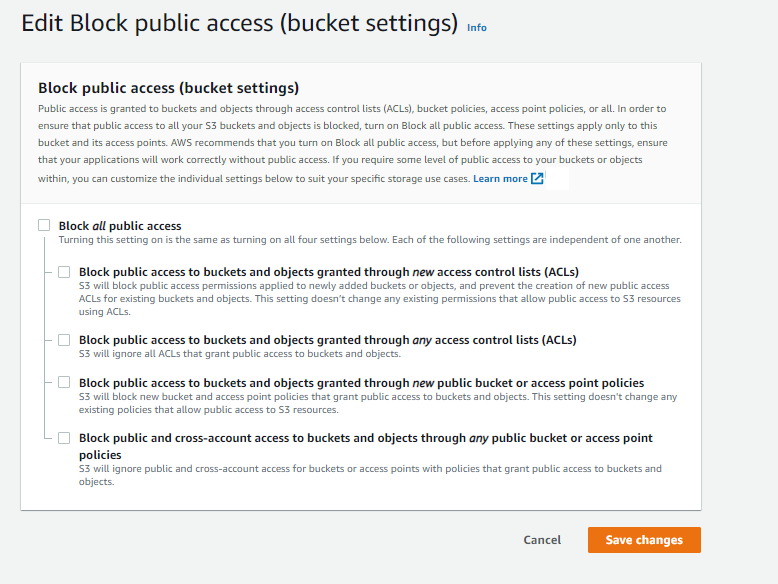 Edit Block public access (bucket settings) Info
Block public access (bucket settings)
Public access is granted to buckets and objects through access control lists (ACLs), bucket policies, access point policies, or all. In order to
ensure that public access to all your S3 buckets and objects is blocked, turn on Block all public access. These settings apply only to this
bucket and its access points. AWS recommends that you turn on Block all public access, but before applying any of these settings, ensure
that your applications will work correctly without public access. If you require some level of public access to your buckets or objects
within, you can customize the individual settings below to suit your specific storage use cases. Learn more
Block all public access
Turning this setting on is the same as turning on all four settings below. Each of the following settings are independent of one another.
Block public access to buckets and objects granted through new access control lists (ACLs)
S3 will block public access permissions applied to newly added buckets or objects, and prevent the creation of new public access
ACLs for existing buckets and objects. This setting doesn't change any existing permissions that allow public access to S3 resources
using ACLs.
Block public access to buckets and objects granted through any access control lists (ACLs)
S3 will ignore all ACLs that grant public access to buckets and objects.
Block public access to buckets and objects granted through new public bucket or access point policies
S3 will block new bucket and access point policies that grant public access to buckets and objects. This setting doesn't change any
existing policies that allow public access to S3 resources.
Block public and cross-account access to buckets and objects through any public bucket or access point
policies
S3 will ignore public and cross-account access for buckets or access points with policies that grant public access to buckets and
objects.
Cancel Save changes